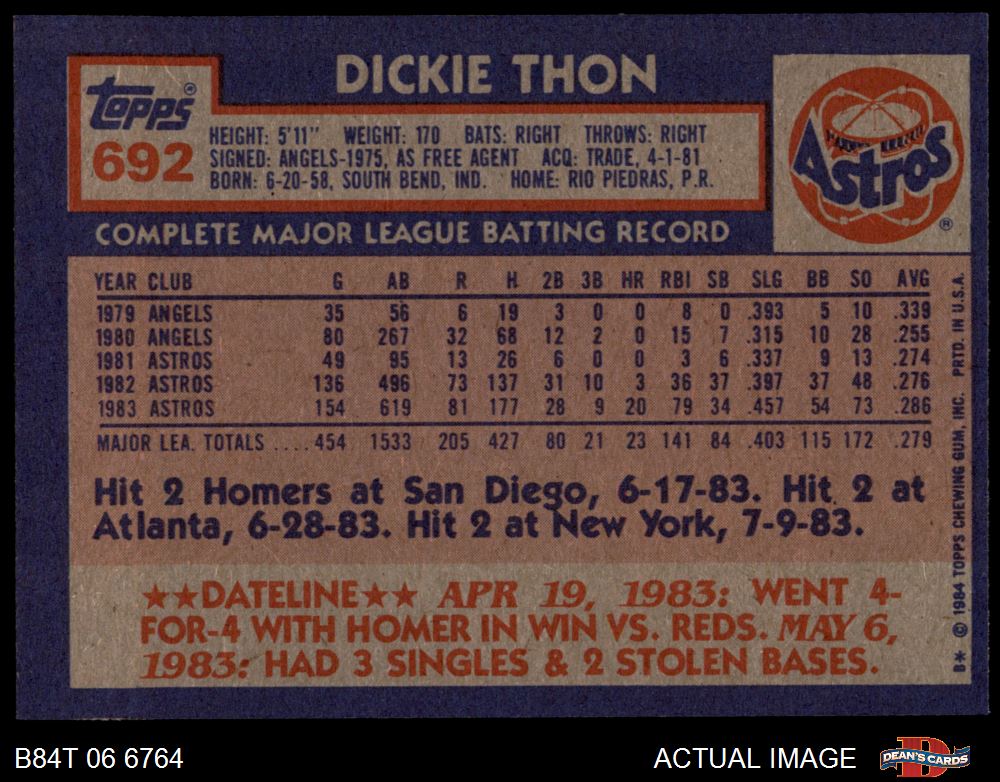 DICKIE THON
Topps®
692
HEIGHT: 5'11" WEIGHT: 170 BATS: RIGHT THROWS: RIGHT
SIGNED: ANGELS-1975, AS FREE AGENT ACQ: TRADE, 4-1-81
BORN: 6-20-58, SOUTH BEND, IND. HOME: RIO PIEDRAS, P.R.
Astros
®
COMPLETE MAJOR LEAGUE BATTING RECORD
YEAR CLUB G AB R H 2B 3B HR RBI SB SLG BB SO AVG
1979 ANGELS 35 56 6 19 3 0 0 8 0 .393 5 10 .339
1980 ANGELS 80 267 32 68 12 2 0 15 7 .315 10 28 .255
1981 ASTROS 49 95 13 26 6 0 0 3 6 .337 9 13 .274
1982 ASTROS 136 496 73 137 31 10 3 36 37 .397 37 48 .276
1983 ASTROS 154 619 81 177 28 9 20 79 34 .457 54 73 .286
MAJOR LEA. TOTALS .... 454 1533 205 427 80 21 23 141 84 .403 115 172 .279
Hit 2 Homers at San Diego, 6-17-83. Hit 2 at
Atlanta, 6-28-83. Hit 2 at New York, 7-9-83.
★★DATELINE★★ APR 19, 1983: WENT 4-
FOR-4 WITH HOMER IN WIN VS. REDS. MAY 6,
1983: HAD 3 SINGLES & 2 STOLEN BASES.
B* © 1984 TOPPS CHEWING GUM, INC. PRTD. IN U.S.A.
B84T 06 6764
ACTUAL IMAGE
DEAN'S CARDS